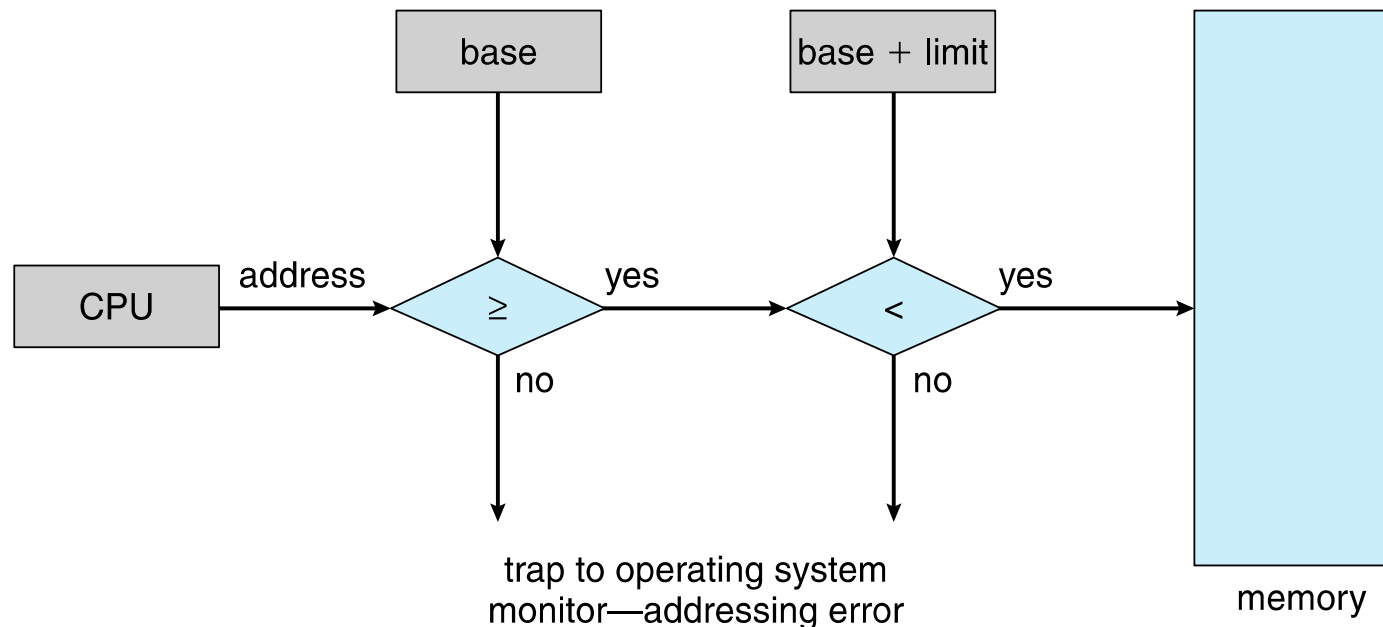 base
base + limit
CPU
address
≥
yes
<
yes
no
no
trap to operating system
monitor—addressing error
memory